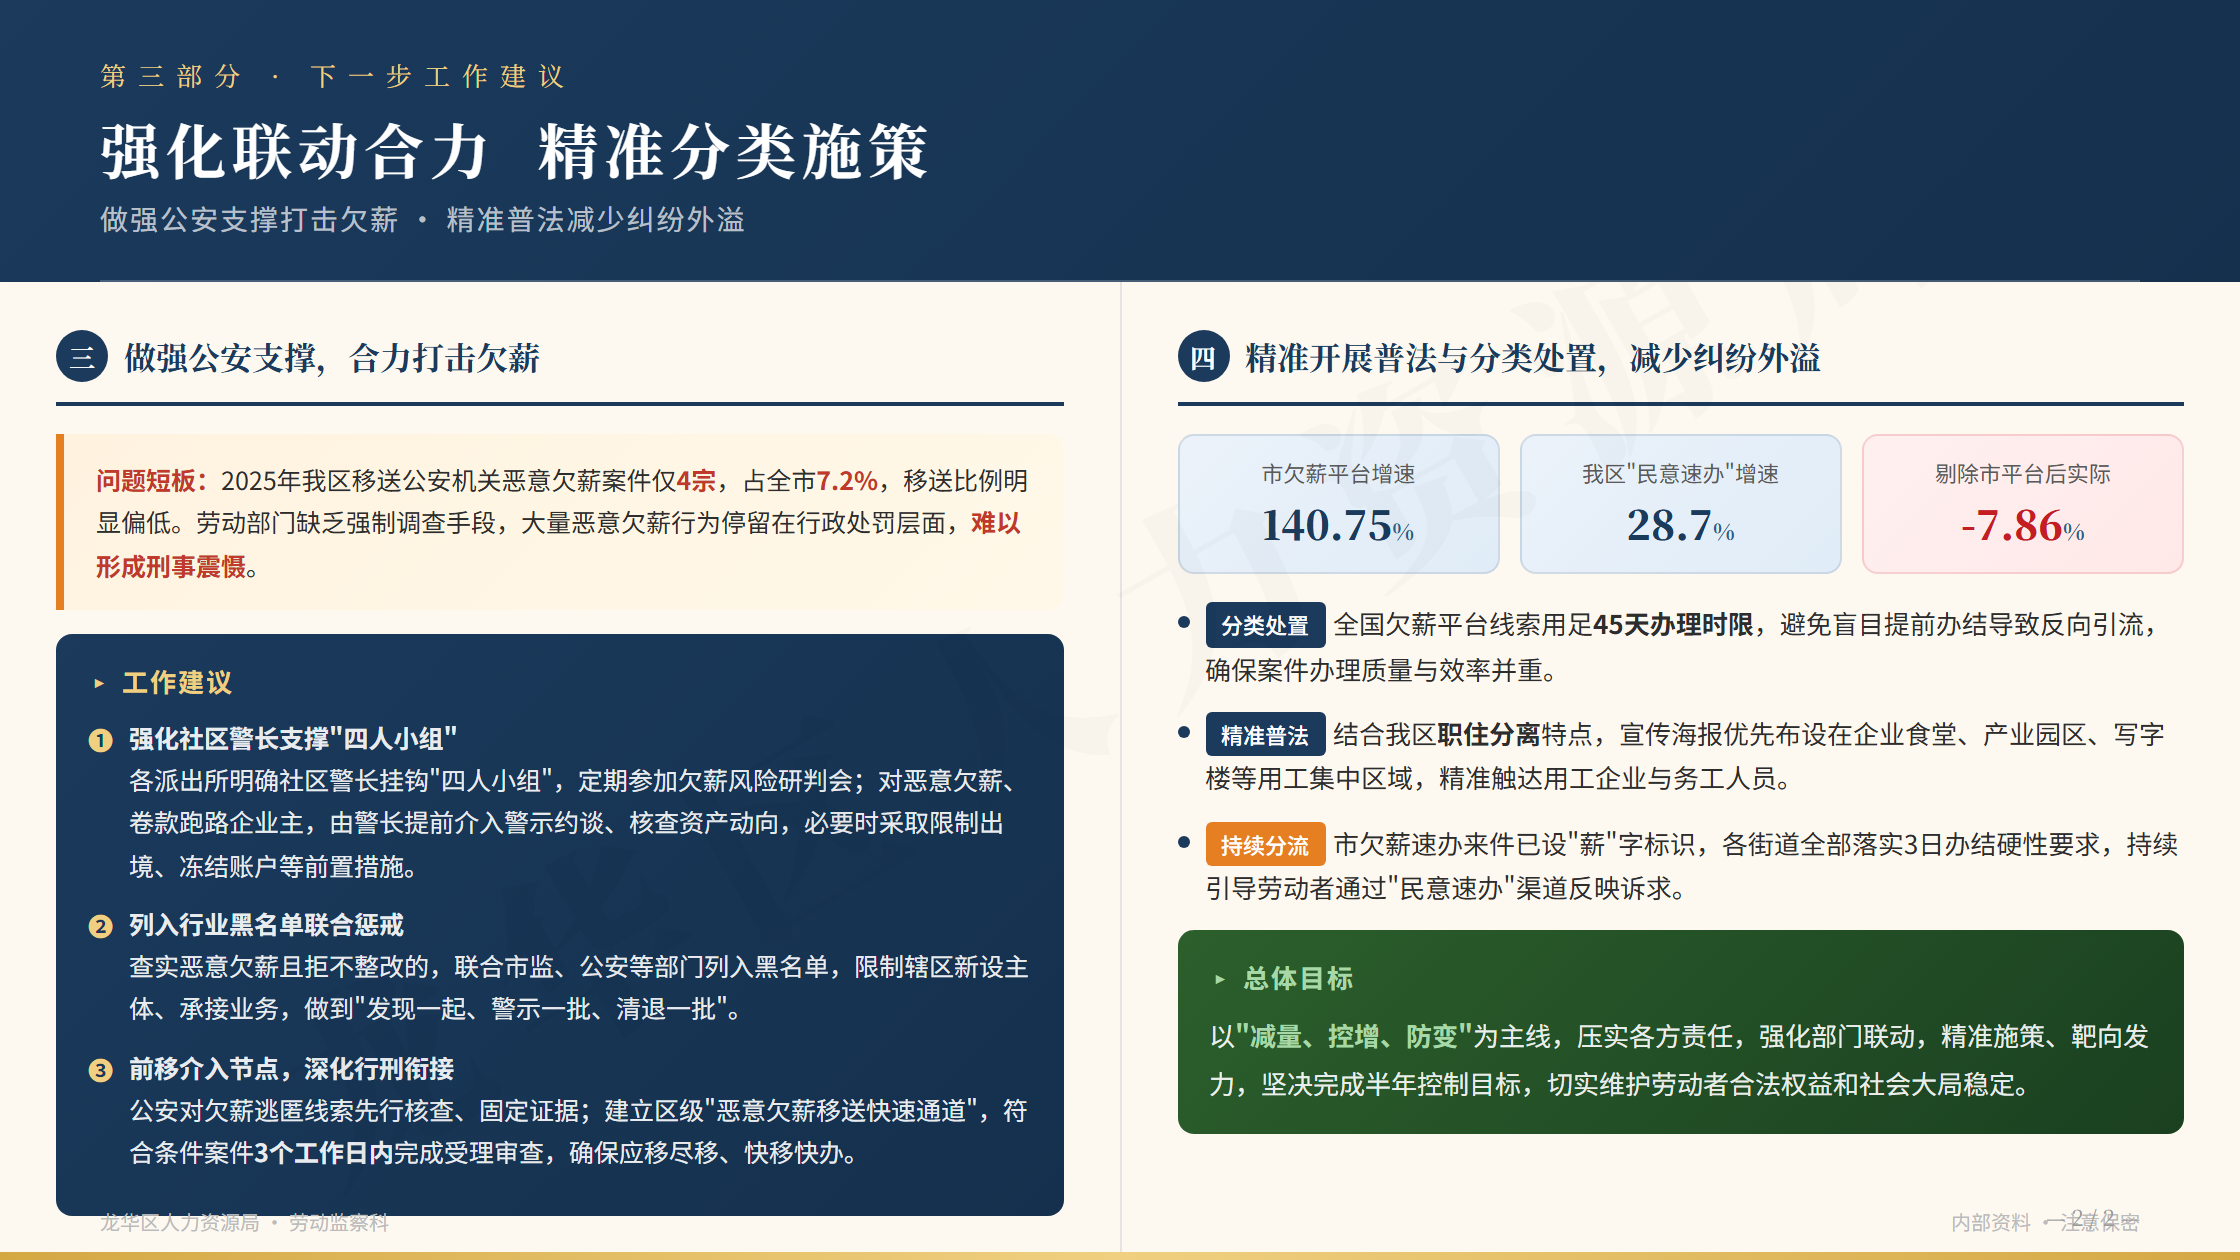 第三部分 · 下一步工作建议
强化联动合力 精准分类施策
做强公安支撑打击欠薪 • 精准普法减少纠纷外溢
三 做强公安支撑，合力打击欠薪
问题短板：2025年我区移送公安机关恶意欠薪案件仅4宗，占全市7.2%，移送比例明
显偏低。劳动部门缺乏强制调查手段，大量恶意欠薪行为停留在行政处罚层面，难以
形成刑事震慑。
▸ 工作建议
❶ 强化社区警长支撑"四人小组"
各派出所明确社区警长挂钩"四人小组"，定期参加欠薪风险研判会；对恶意欠薪、
卷款跑路企业主，由警长提前介入警示约谈、核查资产动向，必要时采取限制出
境、冻结账户等前置措施。
❷ 列入行业黑名单联合惩戒
查实恶意欠薪且拒不整改的，联合市监、公安等部门列入黑名单，限制辖区新设主
体、承接业务，做到"发现一起、警示一批、清退一批"。
❸ 前移介入节点，深化行刑衔接
公安对欠薪逃匿线索先行核查、固定证据；建立区级"恶意欠薪移送快速通道"，符
合条件案件3个工作日内完成受理审查，确保应移尽移、快移快办。
四 精准开展普法与分类处置，减少纠纷外溢
市欠薪平台增速
140.75%
我区"民意速办"增速
28.7%
剔除市平台后实际
-7.86%
• 分类处置 全国欠薪平台线索用足45天办理时限，避免盲目提前办结导致反向引流，
确保案件办理质量与效率并重。
• 精准普法 结合我区职住分离特点，宣传海报优先布设在企业食堂、产业园区、写字
楼等用工集中区域，精准触达用工企业与务工人员。
• 持续分流 市欠薪速办来件已设"薪"字标识，各街道全部落实3日办结硬性要求，持续
引导劳动者通过"民意速办"渠道反映诉求。
▸ 总体目标
以"减量、控增、防变"为主线，压实各方责任，强化部门联动，精准施策、靶向发
力，坚决完成半年控制目标，切实维护劳动者合法权益和社会大局稳定。
龙华区人力资源局 • 劳动监察科
内部资料 • 注意保密
— 2 / 2 —
华区人力资源